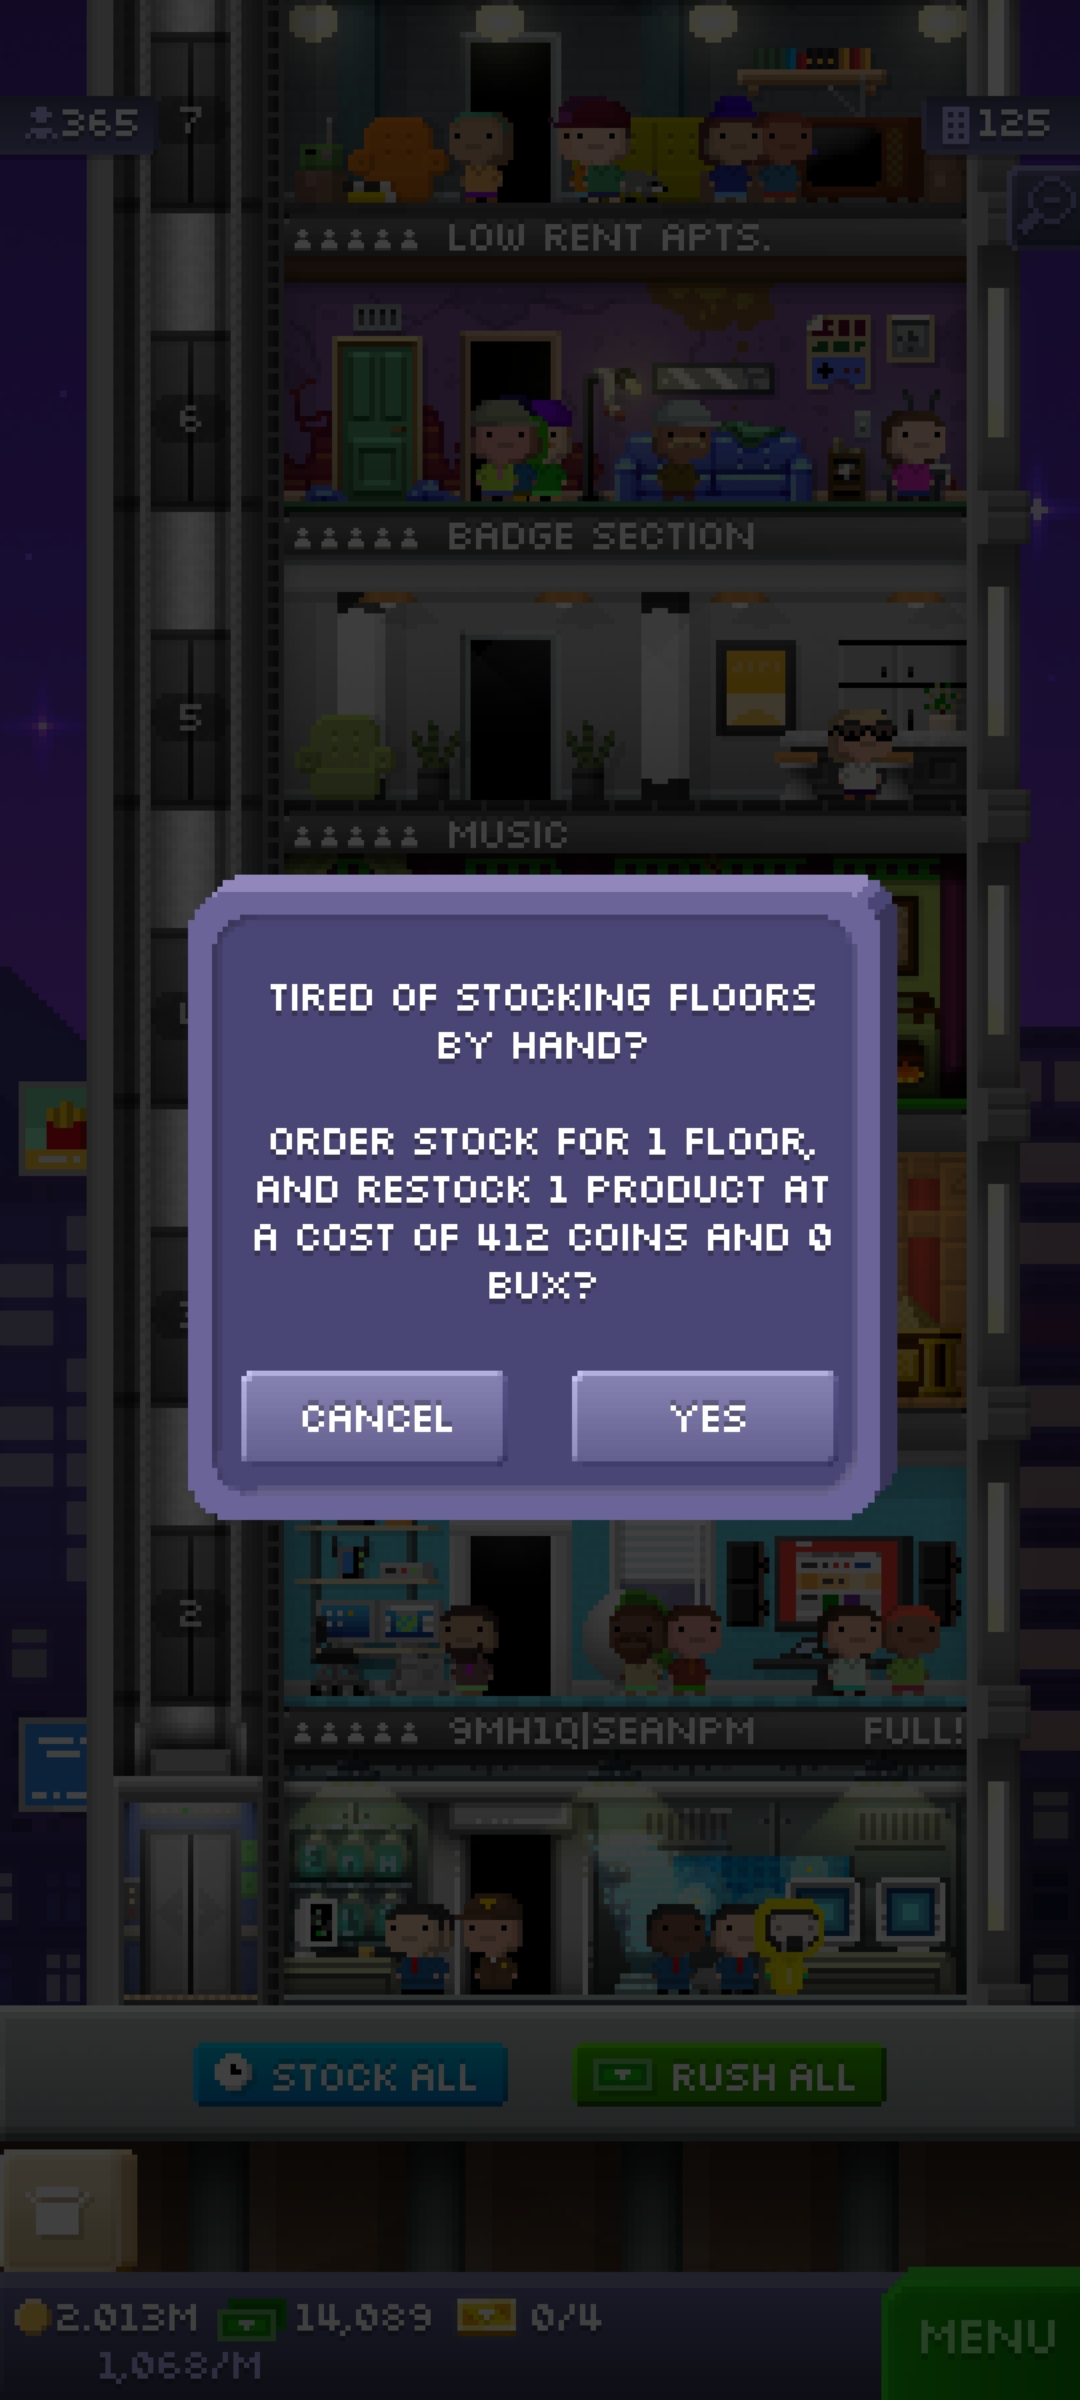 365
7
125
LOW RENT APTS.
6
BADGE SECTION
5
MUSIC
TIRED OF STOCKING FLOORS
BY HAND?
ORDER STOCK FOR 1 FLOOR,
AND RESTOCK 1 PRODUCT AT
A COST OF 412 COINS AND 0
BUX?
CANCEL
YES
2
9MH1Q|SEANPM
FULL!
STOCK ALL
RUSH ALL
2.013M
14,089
0/4
1,068/M
MENU